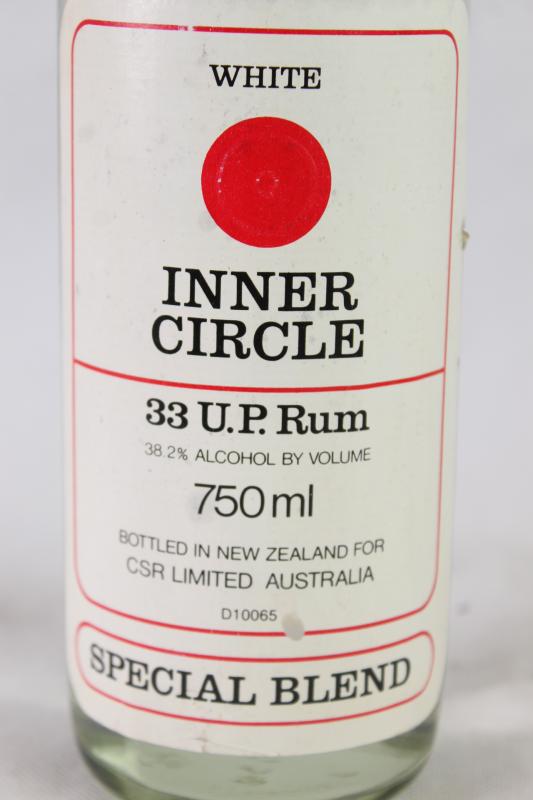 WHITE
INNER
CIRCLE
33 U.P. Rum
38.2% ALCOHOL BY VOLUME
750ml
BOTTLED IN NEW ZEALAND FOR
CSR LIMITED AUSTRALIA
D10065
SPECIAL BLEND